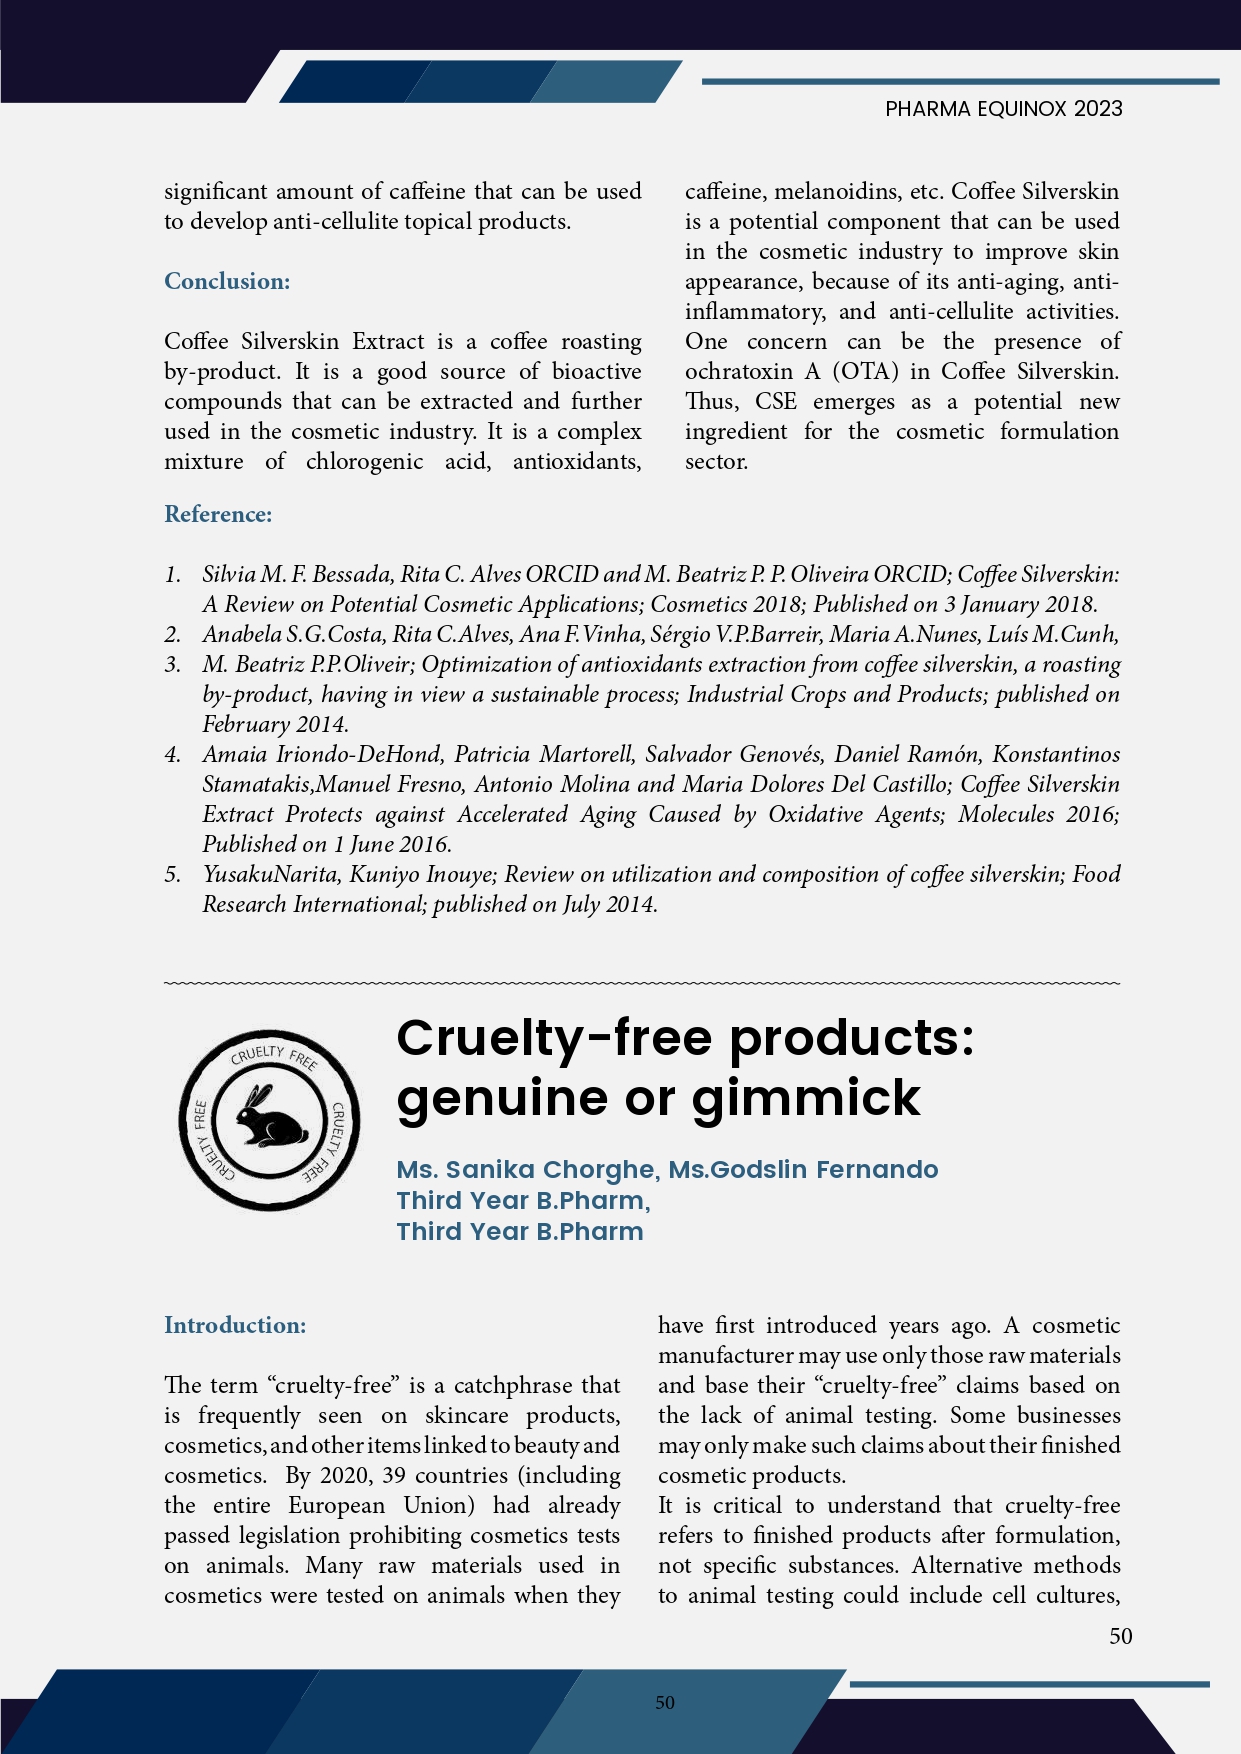 PHARMA EQUINOX 2023
significant amount of caffeine that can be used
to develop anti-cellulite topical products.
Conclusion:
Coffee Silverskin Extract is a coffee roasting
by-product. It is a good source of bioactive
compounds that can be extracted and further
used in the cosmetic industry. It is a complex
mixture of chlorogenic acid, antioxidants,
caffeine, melanoidins, etc. Coffee Silverskin
is a potential component that can be used
in the cosmetic industry to improve skin
appearance, because of its anti-aging, anti-
inflammatory, and anti-cellulite activities.
One concern can be the presence of
ochratoxin A (OTA) in Coffee Silverskin.
Thus, CSE emerges as a potential new
ingredient for the cosmetic formulation
sector.
Reference:
1. Silvia M. F. Bessada, Rita C. Alves ORCID and M. Beatriz P. P. Oliveira ORCID; Coffee Silverskin:
A Review on Potential Cosmetic Applications; Cosmetics 2018; Published on 3 January 2018.
2. Anabela S.G.Costa, Rita C.Alves, Ana F.Vinha, Sérgio V.P.Barreir, Maria A.Nunes, Luís M.Cunh,
3. M. Beatriz P.P.Oliveir; Optimization of antioxidants extraction from coffee silverskin, a roasting
by-product, having in view a sustainable process; Industrial Crops and Products; published on
February 2014.
4. Amaia Iriondo-DeHond, Patricia Martorell, Salvador Genovés, Daniel Ramón, Konstantinos
Stamatakis,Manuel Fresno, Antonio Molina and Maria Dolores Del Castillo; Coffee Silverskin
Extract Protects against Accelerated Aging Caused by Oxidative Agents; Molecules 2016;
Published on 1 June 2016.
5. YusakuNarita, Kuniyo Inouye; Review on utilization and composition of coffee silverskin; Food
Research International; published on July 2014.
CRUELTY FREE
CRUELTY FREE
CRUELTY FREE
Cruelty-free products:
genuine or gimmick
Ms. Sanika Chorghe, Ms.Godslin Fernando
Third Year B.Pharm,
Third Year B.Pharm
Introduction:
The term “cruelty-free” is a catchphrase that
is frequently seen on skincare products,
cosmetics, and other items linked to beauty and
cosmetics. By 2020, 39 countries (including
the entire European Union) had already
passed legislation prohibiting cosmetics tests
on animals. Many raw materials used in
cosmetics were tested on animals when they
have first introduced years ago. A cosmetic
manufacturer may use only those raw materials
and base their “cruelty-free” claims based on
the lack of animal testing. Some businesses
may only make such claims about their finished
cosmetic products.
It is critical to understand that cruelty-free
refers to finished products after formulation,
not specific substances. Alternative methods
to animal testing could include cell cultures,
50
50